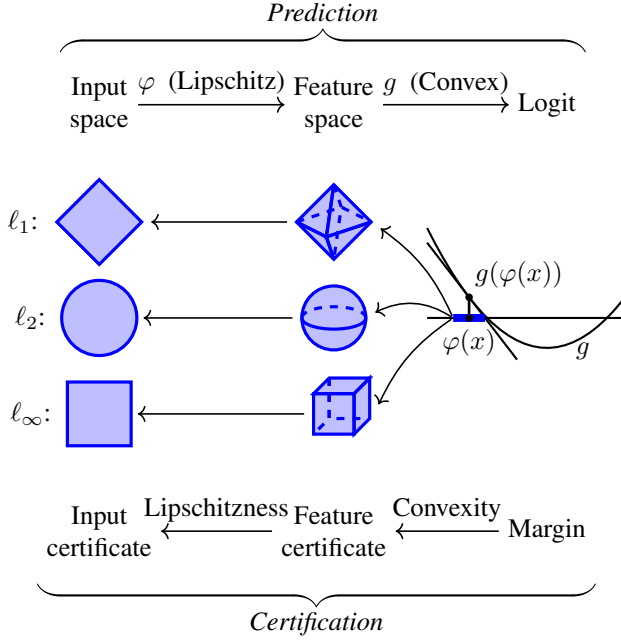 Prediction
Input space
φ (Lipschitz)
Feature space
g (Convex)
Logit
ℓ₁:
ℓ₂:
ℓ∞:
g(φ(x))
φ(x)
g
Input certificate
Lipschitzness
Feature certificate
Convexity
Margin
Certification